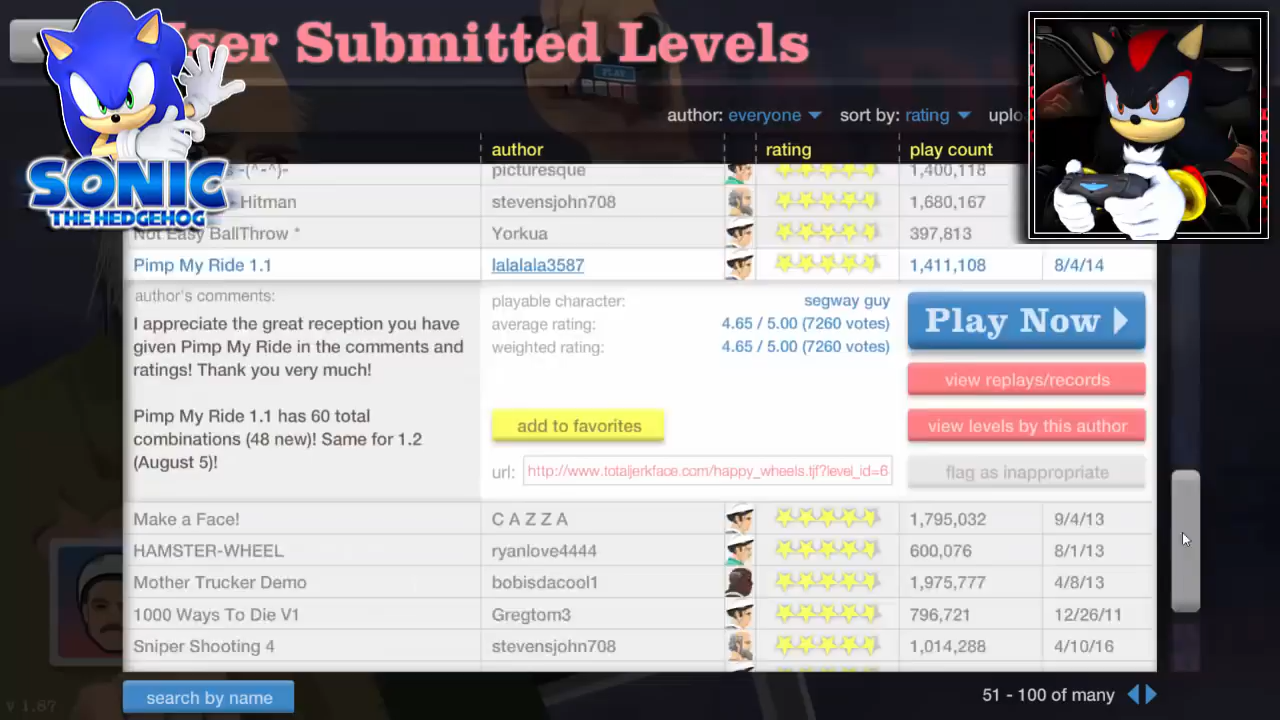 User Submitted Levels
author: everyone sort by: rating uplo
author rating play count
-(^-^)- picturesque 1,400,118
Hitman stevensjohn708 1,680,167
Not Easy BallThrow * Yorkua 397,813
Pimp My Ride 1.1 lalalala3587 1,411,108 8/4/14
SONIC
THE HEDGEHOG
author's comments:
I appreciate the great reception you have
given Pimp My Ride in the comments and
ratings! Thank you very much!
Pimp My Ride 1.1 has 60 total
combinations (48 new)! Same for 1.2
(August 5)!
playable character: segway guy
average rating: 4.65 / 5.00 (7260 votes)
weighted rating: 4.65 / 5.00 (7260 votes)
add to favorites
url: http://www.totaljerkface.com/happy_wheels.tjf?level_id=6
Play Now
view replays/records
view levels by this author
flag as inappropriate
Make a Face! C A Z Z A 1,795,032 9/4/13
HAMSTER-WHEEL ryanlove4444 600,076 8/1/13
Mother Trucker Demo bobisdacool1 1,975,777 4/8/13
1000 Ways To Die V1 Gregtom3 796,721 12/26/11
Sniper Shooting 4 stevensjohn708 1,014,288 4/10/16
search by name
51 - 100 of many
v 1.87